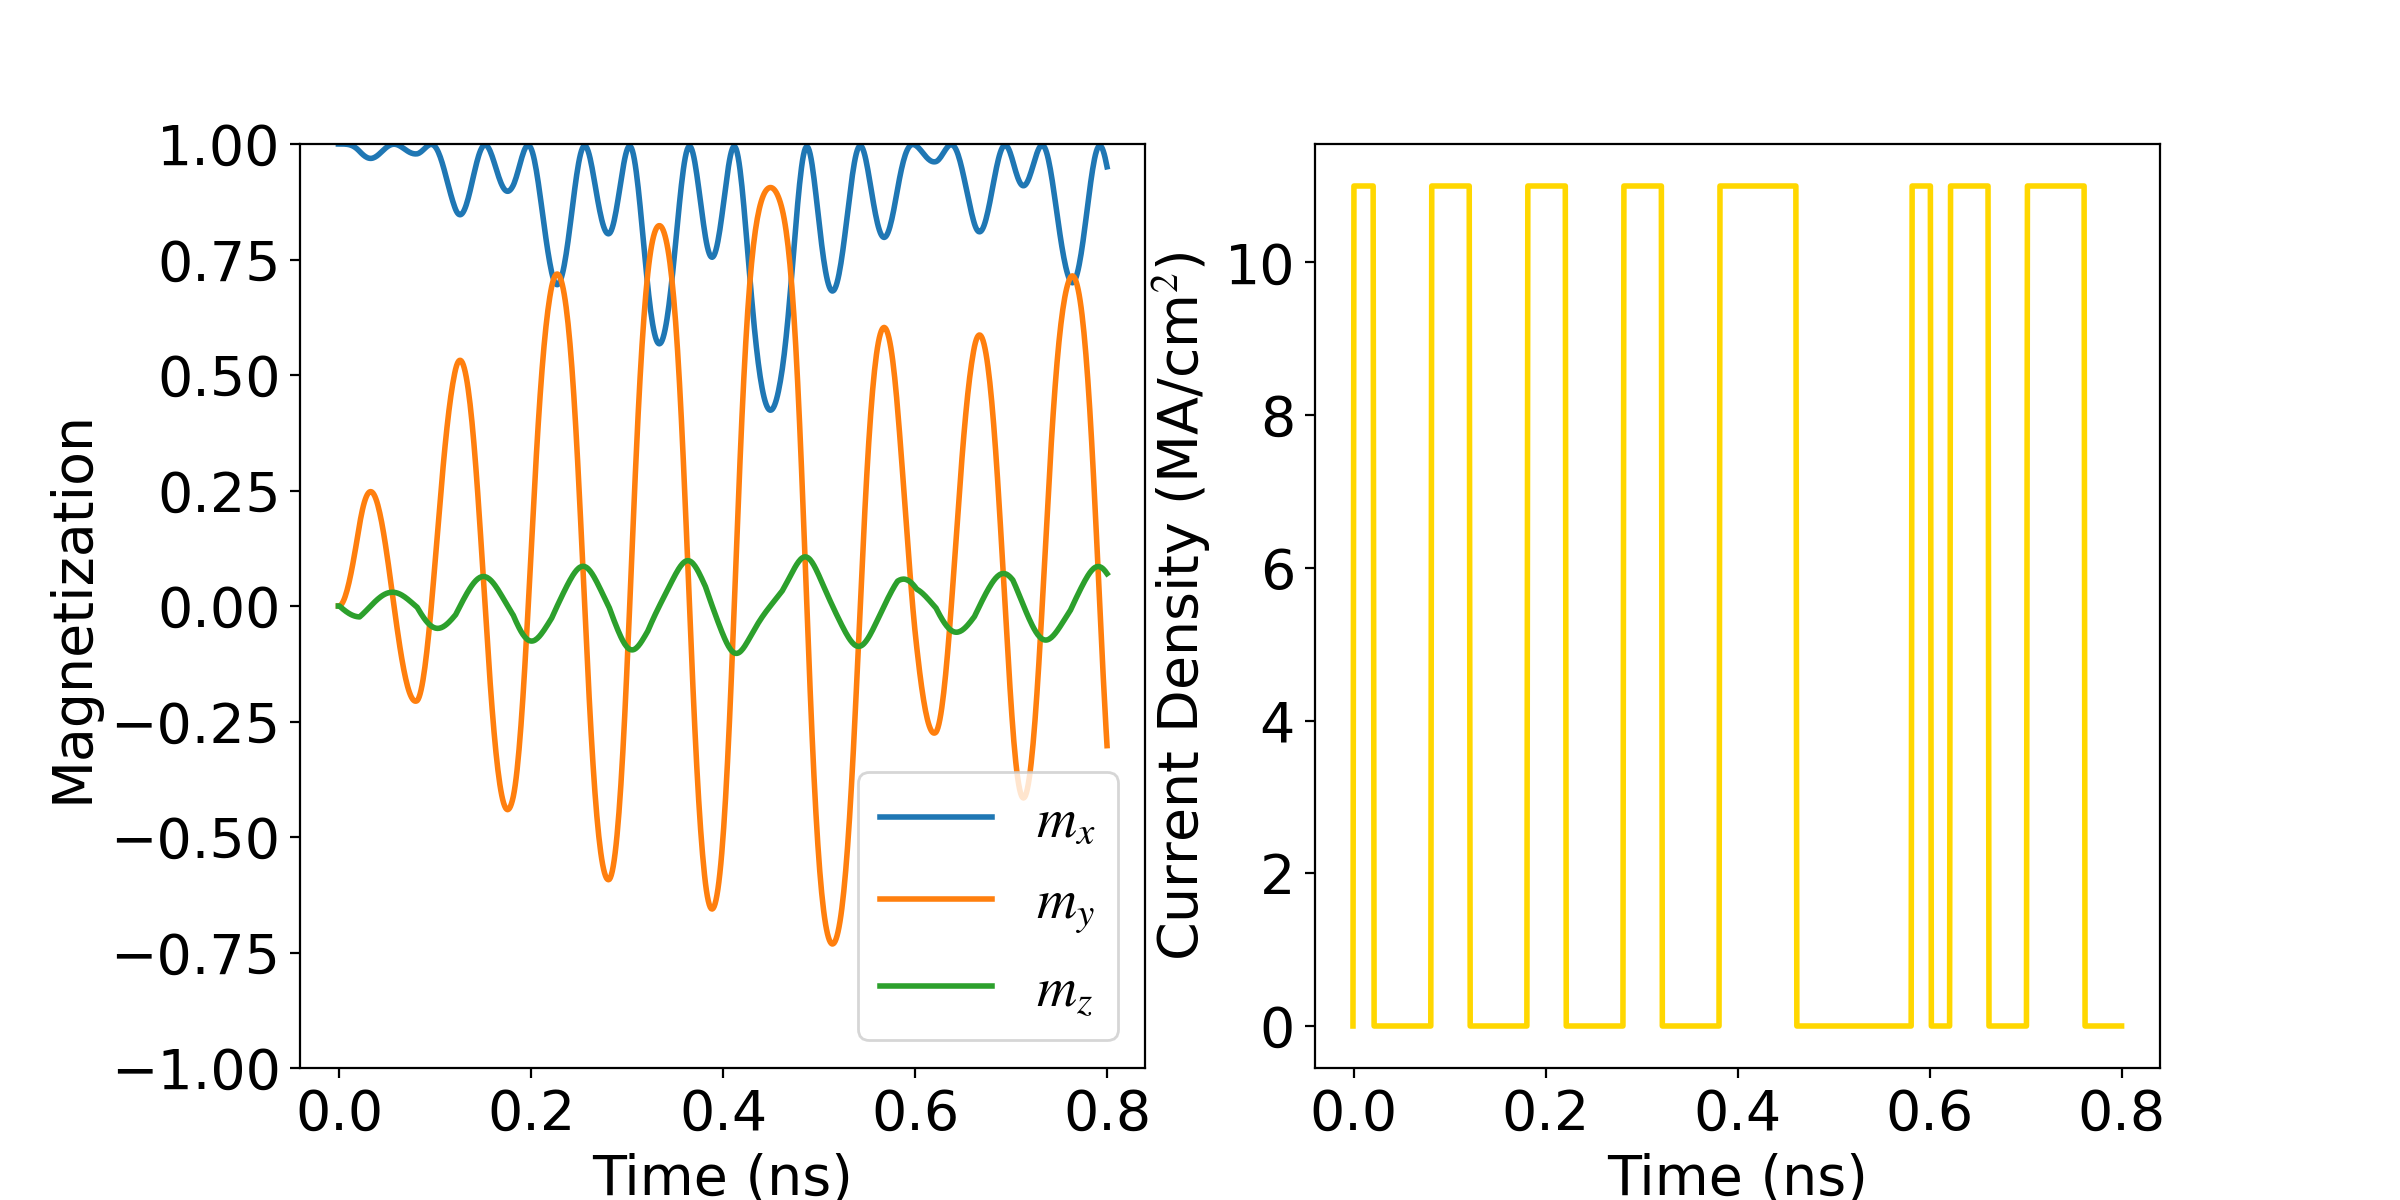 1.00
0.75
0.50
0.25
0.00
−0.25
−0.50
−0.75
−1.00
Magnetization
0.0 0.2 0.4 0.6 0.8
Time (ns)
m_x
m_y
m_z
Current Density (MA/cm²)
10
8
6
4
2
0
0.0 0.2 0.4 0.6 0.8
Time (ns)